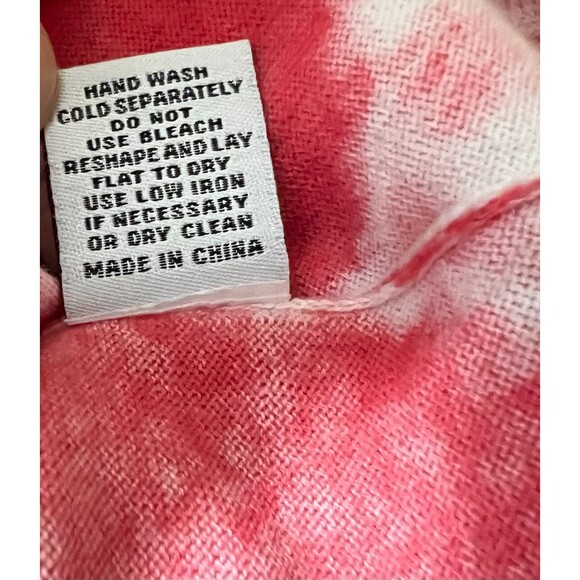 HAND WASH
COLD SEPARATELY
DO NOT
USE BLEACH
RESHAPE AND LAY
FLAT TO DRY
USE LOW IRON
IF NECESSARY
OR DRY CLEAN
MADE IN CHINA